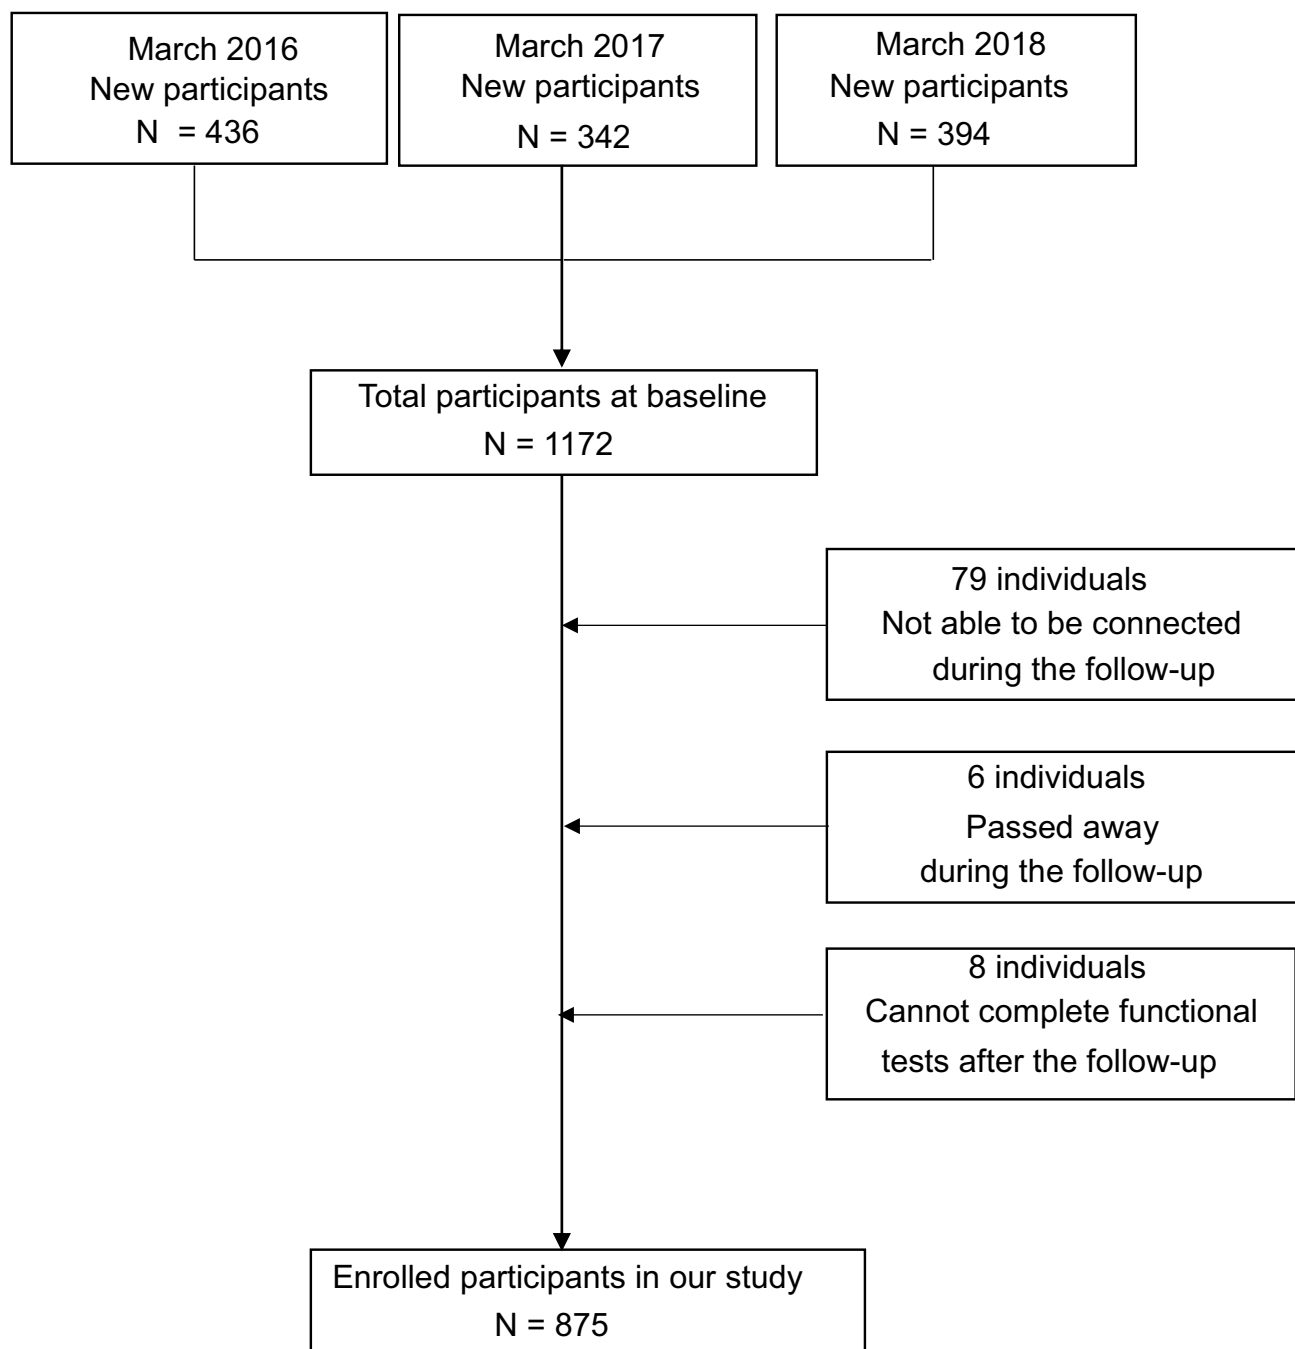 March 2016
New participants
N = 436
March 2017
New participants
N = 342
March 2018
New participants
N = 394
Total participants at baseline
N = 1172
79 individuals
Not able to be connected
during the follow-up
6 individuals
Passed away
during the follow-up
8 individuals
Cannot complete functional
tests after the follow-up
Enrolled participants in our study
N = 875